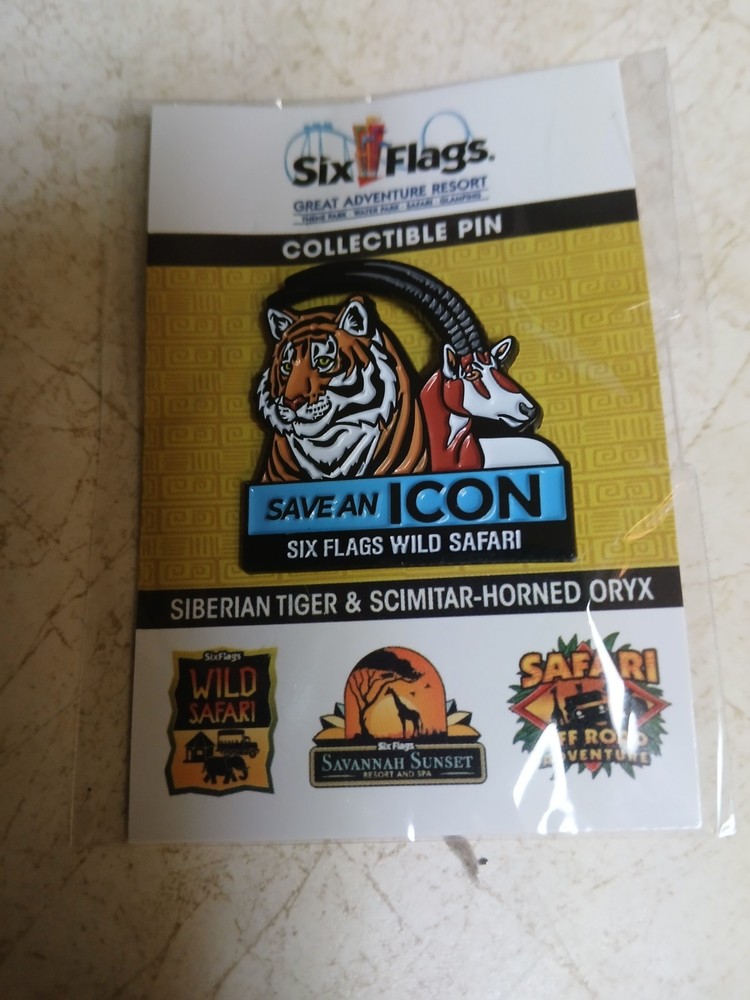 Six Flags.
GREAT ADVENTURE RESORT
THEME PARK · WATER PARK · SAFARI · GLAMPING
COLLECTIBLE PIN
SAVE AN ICON
SIX FLAGS WILD SAFARI
SIBERIAN TIGER & SCIMITAR-HORNED ORYX
SixFlags
WILD
SAFARI
Six Flags
SAVANNAH SUNSET
RESORT AND SPA
SAFARI
OFF ROAD
ADVENTURE